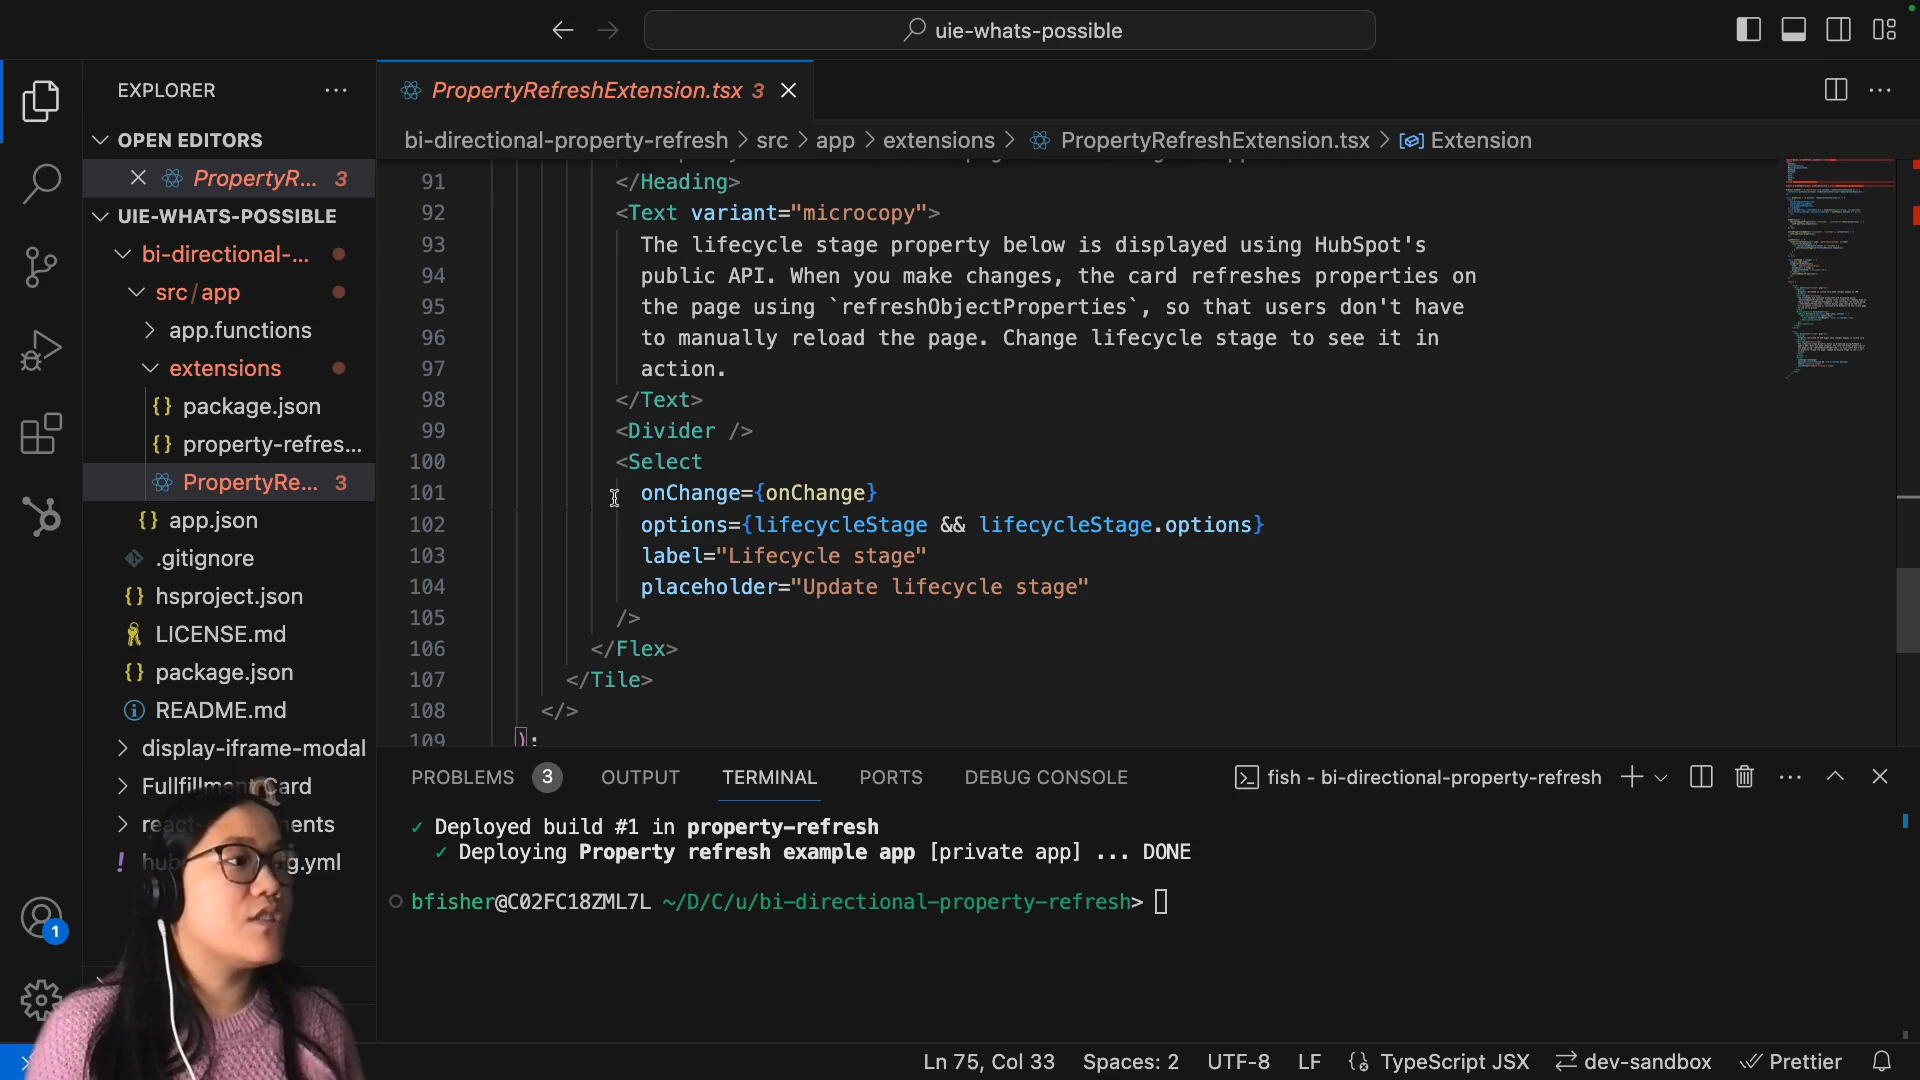 uie-whats-possible
EXPLORER
OPEN EDITORS
PropertyR... 3
UIE-WHATS-POSSIBLE
bi-directional-...
src/app
app.functions
extensions
package.json
property-refres...
PropertyRe... 3
app.json
.gitignore
hsproject.json
LICENSE.md
package.json
README.md
display-iframe-modal
Fullfillment Card
1
PropertyRefreshExtension.tsx 3
bi-directional-property-refresh > src > app > extensions > PropertyRefreshExtension.tsx > Extension
91 </Heading>
92 <Text variant="microcopy">
93 The lifecycle stage property below is displayed using HubSpot's
94 public API. When you make changes, the card refreshes properties on
95 the page using `refreshObjectProperties`, so that users don't have
96 to manually reload the page. Change lifecycle stage to see it in
97 action.
98 </Text>
99 <Divider />
100 <Select
101 onChange={onChange}
102 options={lifecycleStage && lifecycleStage.options}
103 label="Lifecycle stage"
104 placeholder="Update lifecycle stage"
105 />
106 </Flex>
107 </Tile>
108 </>
109 );
PROBLEMS 3 OUTPUT TERMINAL PORTS DEBUG CONSOLE fish - bi-directional-property-refresh
✓ Deployed build #1 in property-refresh
✓ Deploying Property refresh example app [private app] ... DONE
bfisher@C02FC18ZML7L ~/D/C/u/bi-directional-property-refresh>
Ln 75, Col 33 Spaces: 2 UTF-8 LF TypeScript JSX dev-sandbox Prettier